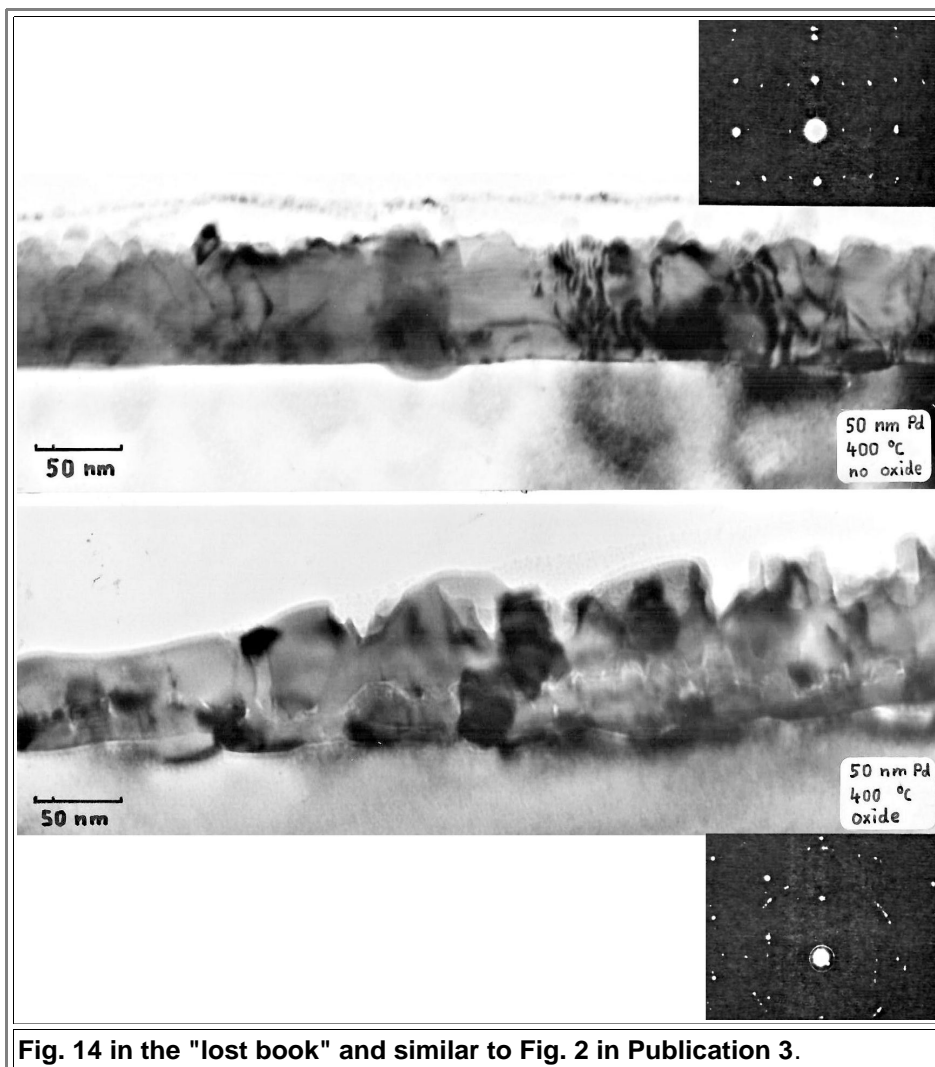 50 nm
50 nm Pd
400 °C
no oxide
50 nm
50 nm Pd
400 °C
oxide
Fig. 14 in the "lost book" and similar to Fig. 2 in Publication 3.